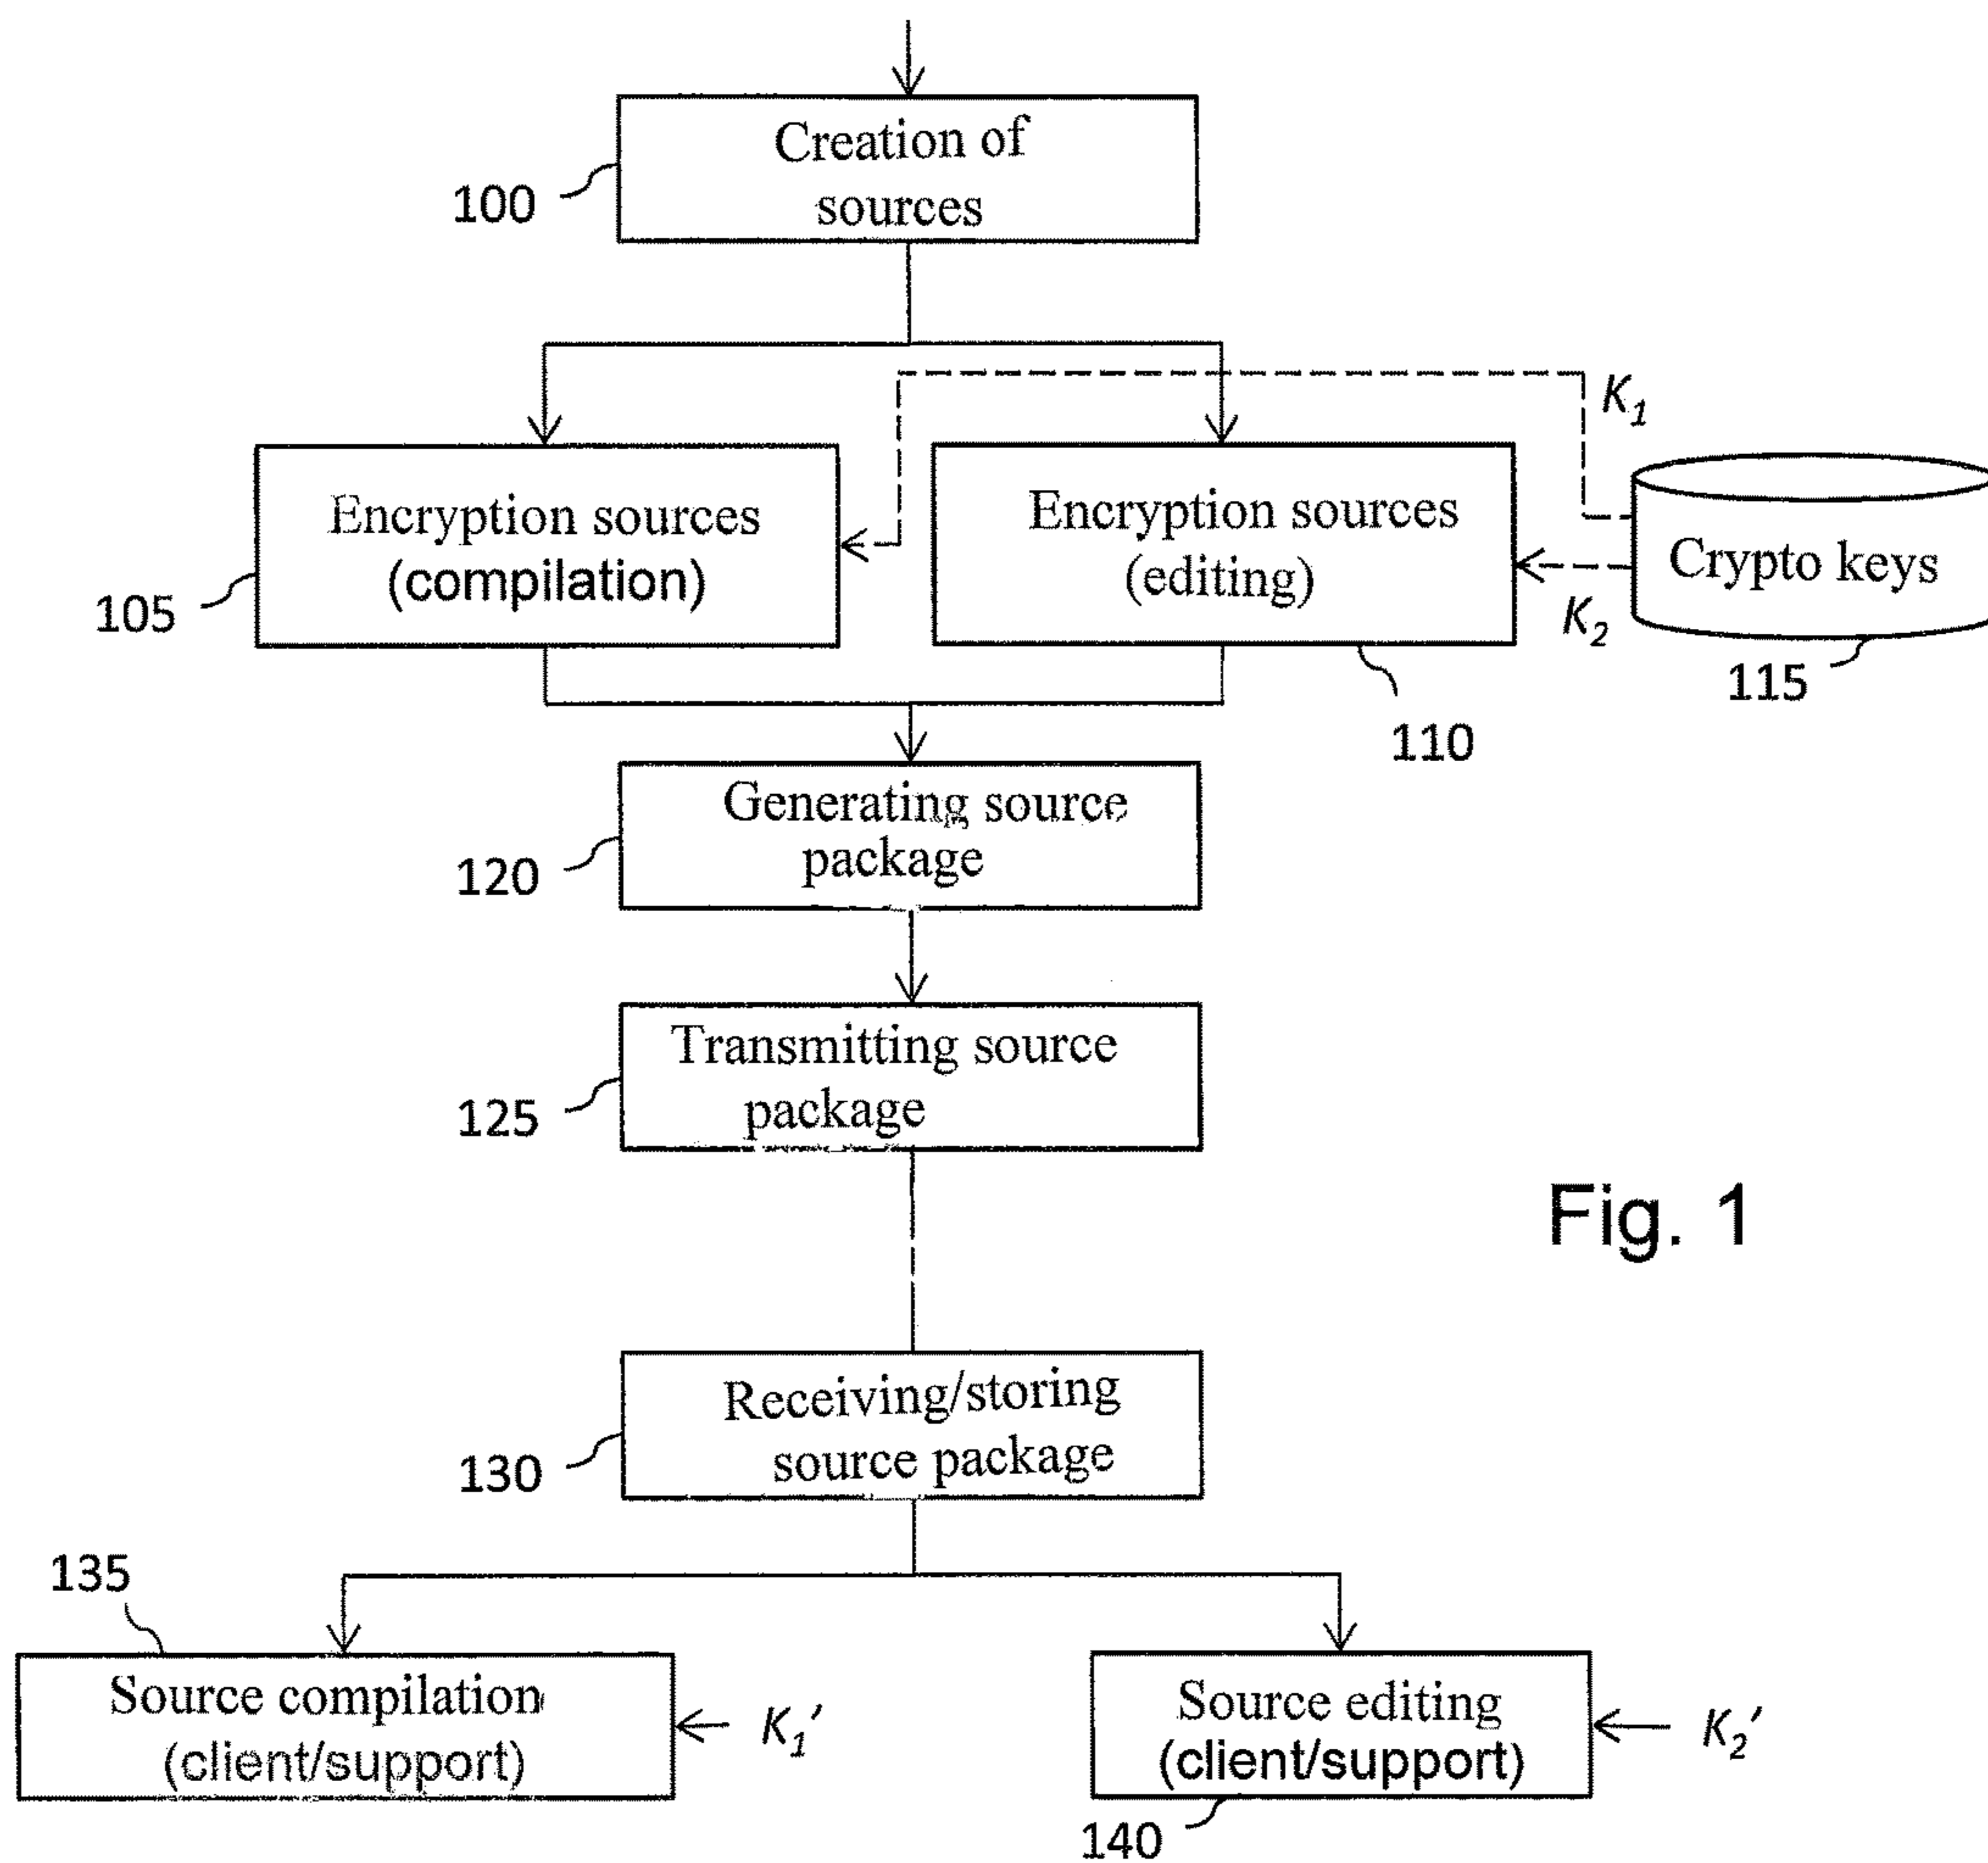 Creation of
sources
100
K1
Encryption sources
(compilation)
105
Encryption sources
(editing)
110
Crypto keys
K2
115
Generating source
package
120
Transmitting source
package
125
Fig. 1
Receiving/storing
source package
130
135
Source compilation
(client/support)
K1'
Source editing
(client/support)
K2'
140